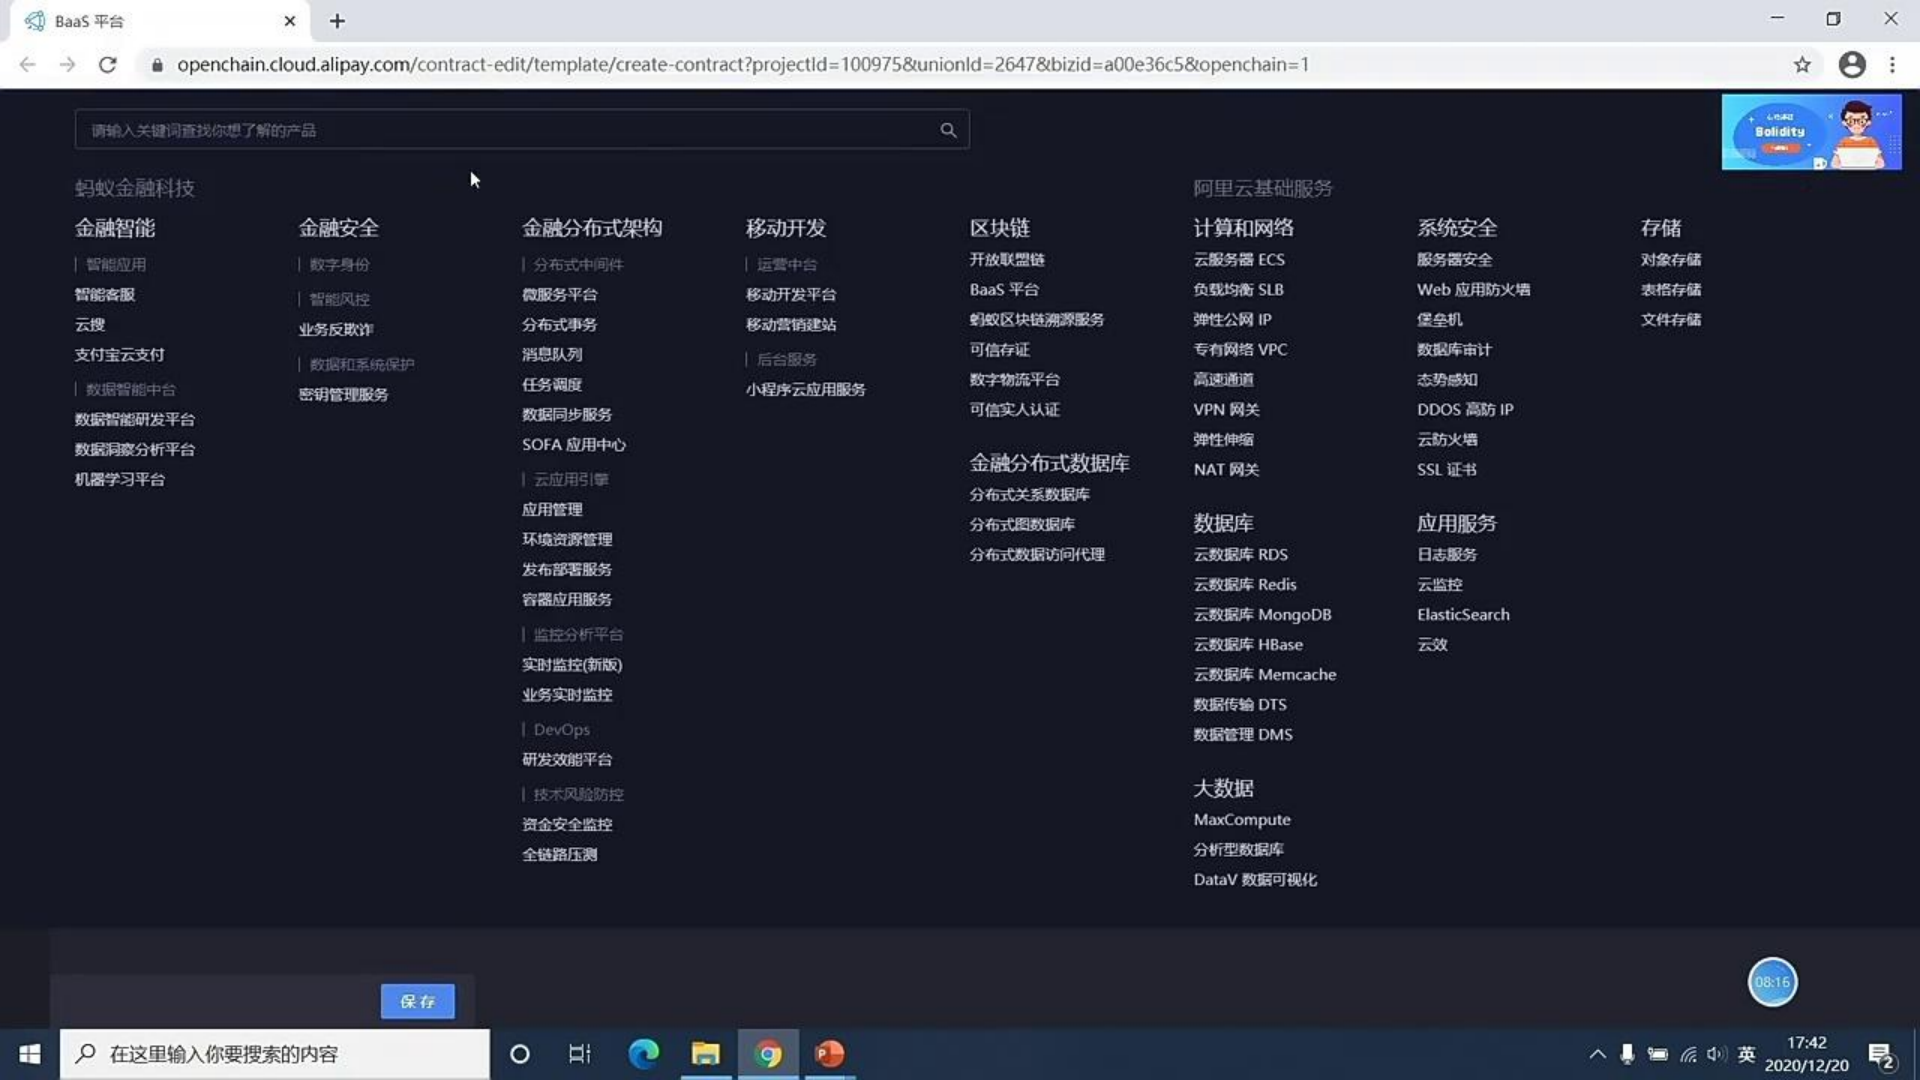 BaaS 平台
openchain.cloud.alipay.com/contract-edit/template/create-contract?projectId=100975&unionId=2647&bizid=a00e36c5&openchain=1
请输入关键词查找你想了解的产品
Bolidity
蚂蚁金融科技
金融智能
智能应用
智能客服
云搜
支付宝云支付
数据智能中台
数据智能研发平台
数据洞察分析平台
机器学习平台
金融安全
数字身份
智能风控
业务反欺诈
数据和系统保护
密钥管理服务
金融分布式架构
分布式中间件
微服务平台
分布式事务
消息队列
任务调度
数据同步服务
SOFA 应用中心
云应用引擎
应用管理
环境资源管理
发布部署服务
容器应用服务
监控分析平台
实时监控(新版)
业务实时监控
DevOps
研发效能平台
技术风险防控
资金安全监控
全链路压测
移动开发
运营中台
移动开发平台
移动营销建站
后台服务
小程序云应用服务
区块链
开放联盟链
BaaS 平台
蚂蚁区块链溯源服务
可信存证
数字物流平台
可信实人认证
金融分布式数据库
分布式关系数据库
分布式图数据库
分布式数据访问代理
阿里云基础服务
计算和网络
云服务器 ECS
负载均衡 SLB
弹性公网 IP
专有网络 VPC
高速通道
VPN 网关
弹性伸缩
NAT 网关
数据库
云数据库 RDS
云数据库 Redis
云数据库 MongoDB
云数据库 HBase
云数据库 Memcache
数据传输 DTS
数据管理 DMS
大数据
MaxCompute
分析型数据库
DataV 数据可视化
系统安全
服务器安全
Web 应用防火墙
堡垒机
数据库审计
态势感知
DDOS 高防 IP
云防火墙
SSL 证书
应用服务
日志服务
云监控
ElasticSearch
云效
存储
对象存储
表格存储
文件存储
保存
08:16
在这里输入你要搜索的内容
英
17:42
2020/12/20
2